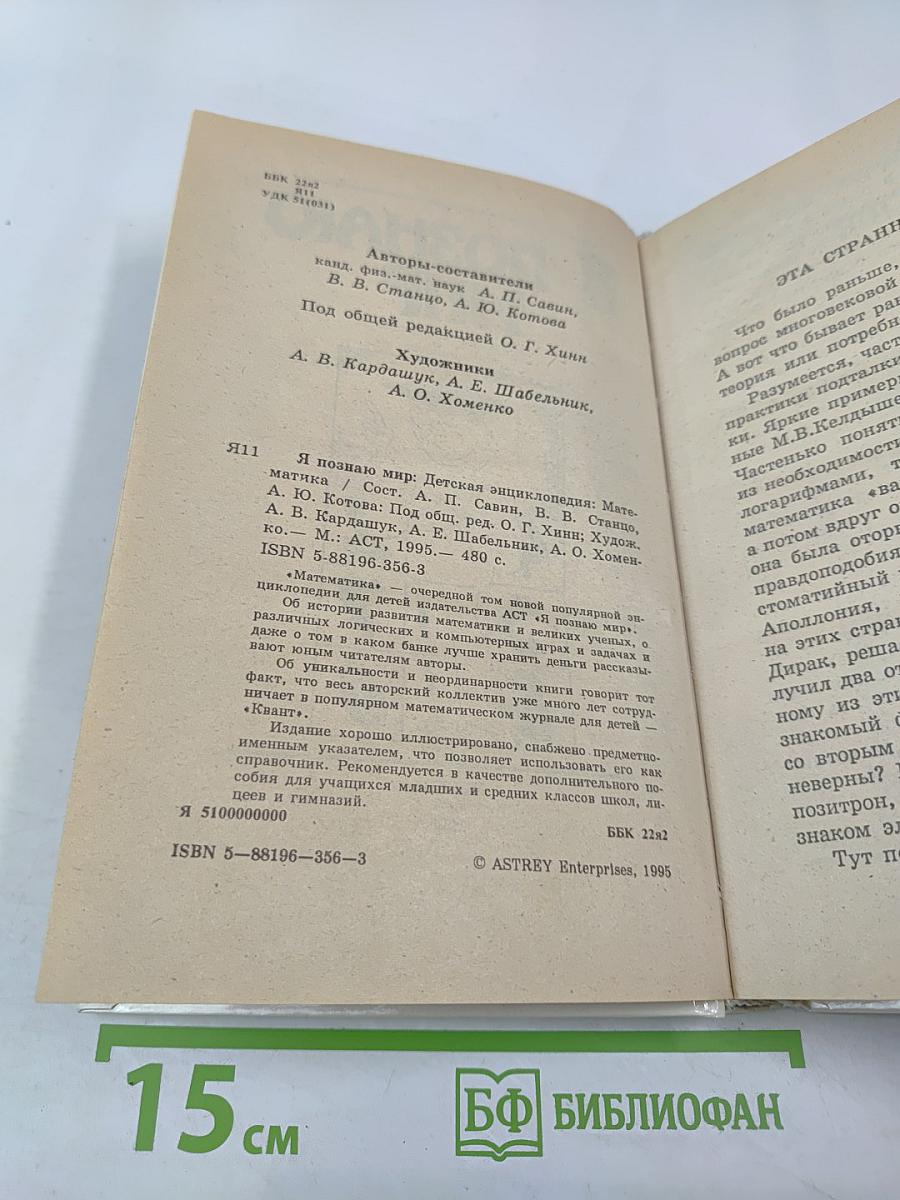 ББК 22я2
Я11
УДК 51(031)
Авторы-составители
канд. физ.-мат. наук А. П. Савин,
В. В. Станцо, А. Ю. Котова
Под общей редакцией О. Г. Хинн
Художники
А. В. Кардашук, А. Е. Шабельник,
А. О. Хоменко
Я11 Я познаю мир: Детская энциклопедия: Мате-
матика / Сост. А. П. Савин, В. В. Станцо,
А. Ю. Котова: Под общ. ред. О. Г. Хинн; Худож.
А. В. Кардашук, А. Е. Шабельник, А. О. Хомен-
ко.— М.: АСТ, 1995.— 480 с.
ISBN 5-88196-356-3
«Математика» — очередной том новой популярной эн-
циклопедии для детей издательства АСТ «Я познаю мир».
Об истории развития математики и великих ученых, о
различных логических и компьютерных играх и задачах и
даже о том в каком банке лучше хранить деньги рассказы-
вают юным читателям авторы.
Об уникальности и неординарности книги говорит тот
факт, что весь авторский коллектив уже много лет сотруд-
ничает в популярном математическом журнале для детей —
«Квант».
Издание хорошо иллюстрировано, снабжено предметно-
именным указателем, что позволяет использовать его как
справочник. Рекомендуется в качестве дополнительного по-
собия для учащихся младших и средних классов школ, ли-
цеев и гимназий.
Я 5100000000
ББК 22я2
ISBN 5—88196—356—3
© ASTREY Enterprises, 1995
ЭТА СТРАНН
Что было раньше,
вопрос многовековой
А вот что бывает ран
теория или потребн
Разумеется, част
практики подталки
ки. Яркие пример
ные М.В.Келдыше
Частенько понят
из необходимости
логарифмами, т
математика «ва
а потом вдруг о
она была оторв
правдоподобия
стоматийный
Аполлония,
на этих стран
Дирак, реша
лучил два от
ному из эти
знакомый ф
со вторым
неверны?
позитрон,
знаком эл
Тут по
15 см
БФ БИБЛИОФАН